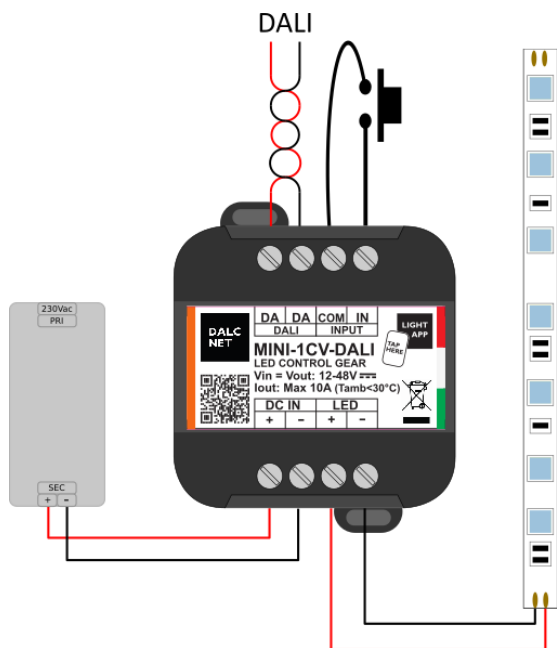 DALI
230Vac
PRI
SEC
+ −
DALC
NET
DA DA COM IN
DALI INPUT
LIGHT
APP
TAP
HERE
MINI-1CV-DALI
LED CONTROL GEAR
Vin = Vout: 12-48V
Iout: Max 10A (Tamb<30°C)
DC IN LED
+ − + −